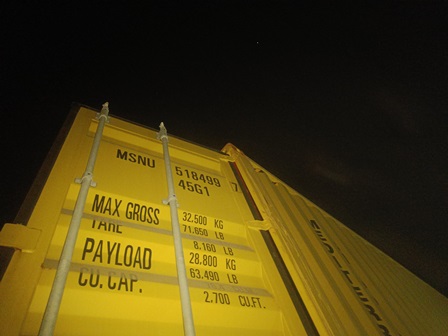 MSNU 518499 7
45G1
MAX GROSS 32.500 KG
71.650 LB
TARE
8.160 LB
PAYLOAD 28.800 KG
63.490 LB
CU.CAP.
2.700 CU.FT.